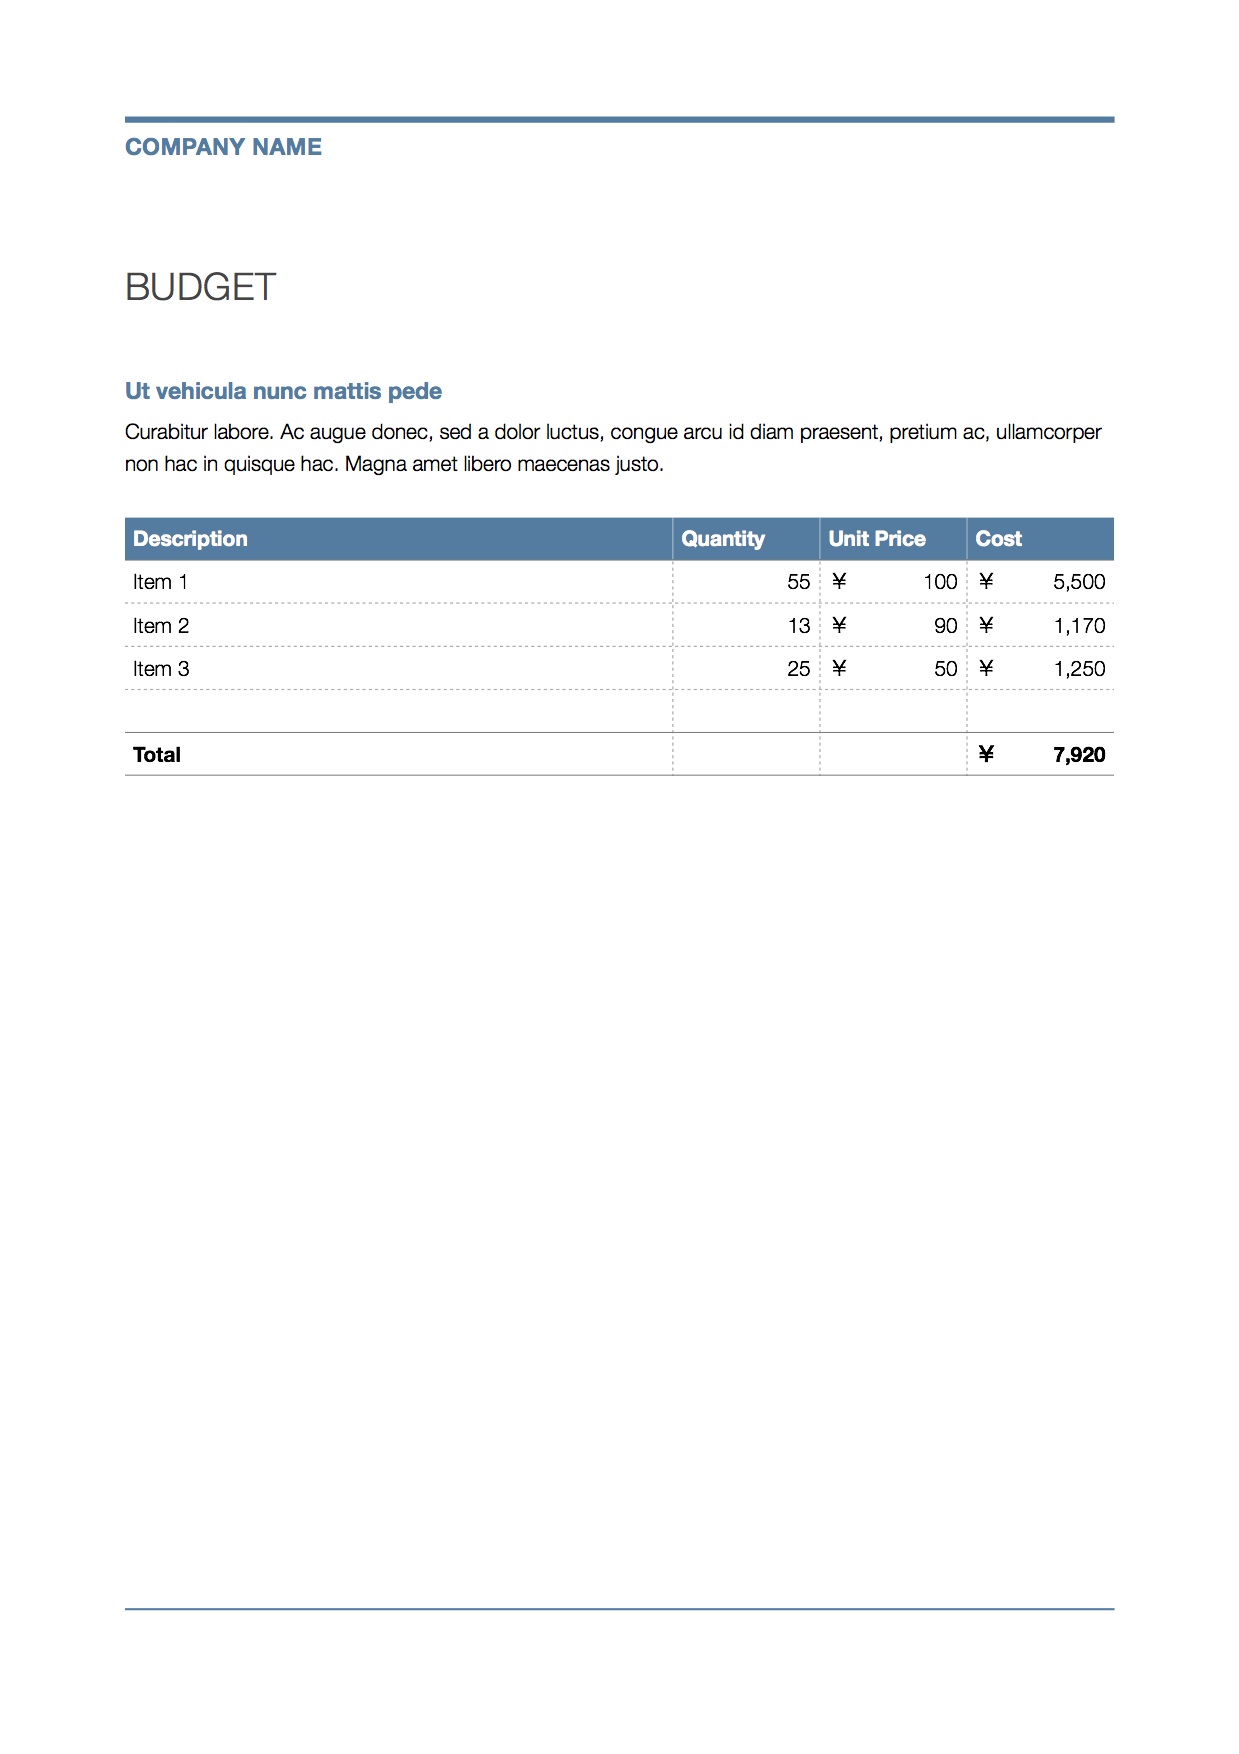 COMPANY NAME
BUDGET
Ut vehicula nunc mattis pede
Curabitur labore. Ac augue donec, sed a dolor luctus, congue arcu id diam praesent, pretium ac, ullamcorper
non hac in quisque hac. Magna amet libero maecenas justo.
Description Quantity Unit Price Cost
Item 1 55 ¥ 100 ¥ 5,500
Item 2 13 ¥ 90 ¥ 1,170
Item 3 25 ¥ 50 ¥ 1,250
Total ¥ 7,920